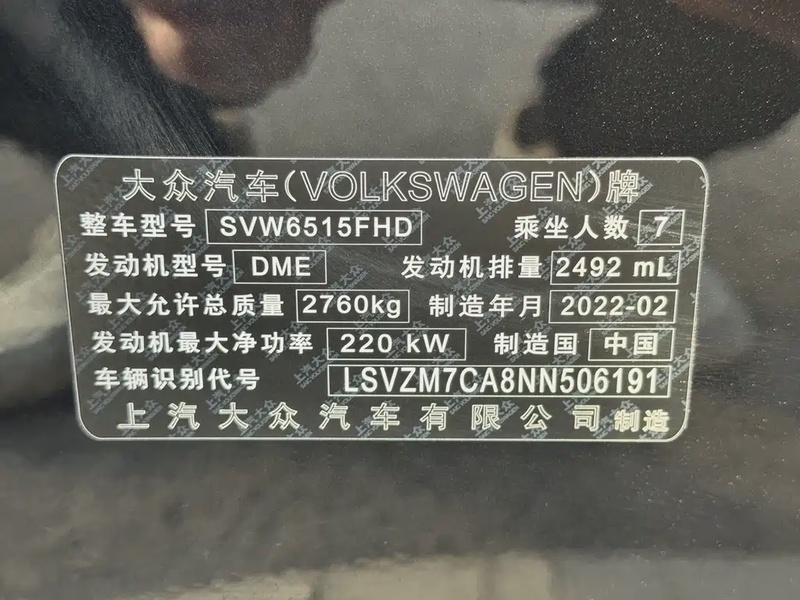 大众汽车(VOLKSWAGEN)牌
整车型号 SVW6515FHD 乘坐人数 7
发动机型号 DME 发动机排量 2492 mL
最大允许总质量 2760kg 制造年月 2022-02
发动机最大净功率 220 kW 制造国 中国
车辆识别代号 LSVZM7CA8NN506191
上汽大众汽车有限公司 制造